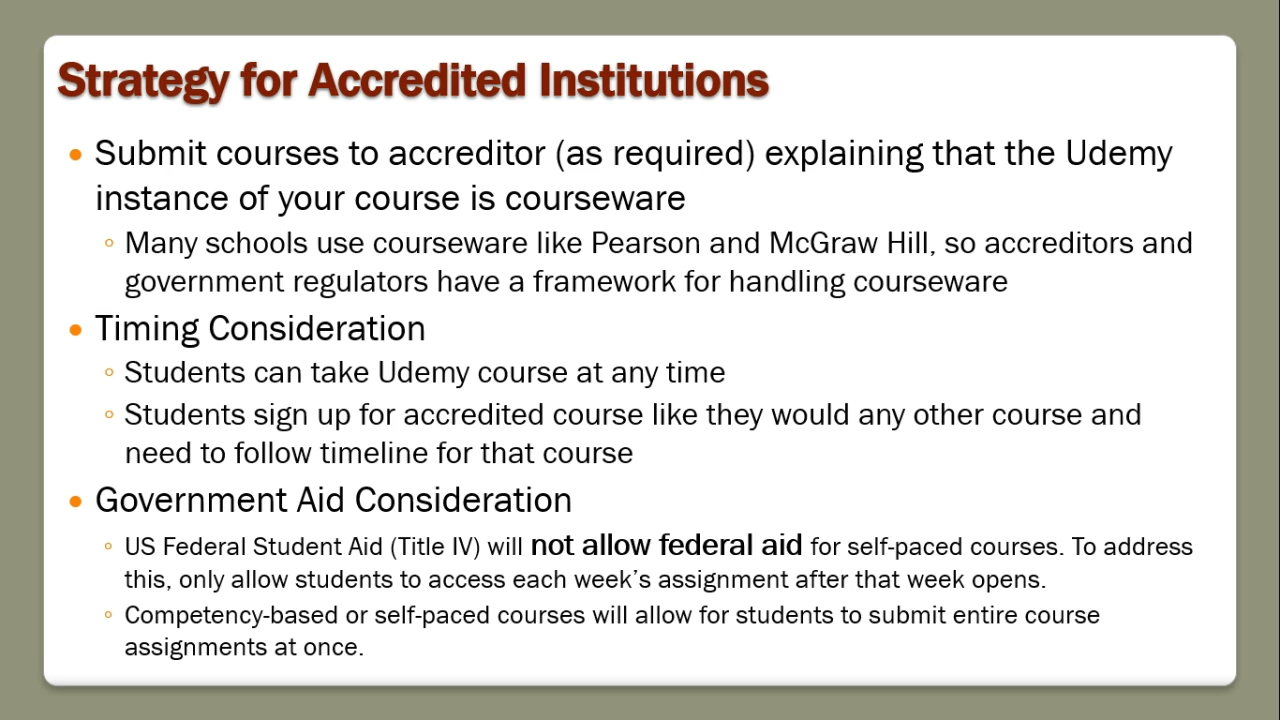 Strategy for Accredited Institutions
• Submit courses to accreditor (as required) explaining that the Udemy
instance of your course is courseware
◦ Many schools use courseware like Pearson and McGraw Hill, so accreditors and
government regulators have a framework for handling courseware
• Timing Consideration
◦ Students can take Udemy course at any time
◦ Students sign up for accredited course like they would any other course and
need to follow timeline for that course
• Government Aid Consideration
◦ US Federal Student Aid (Title IV) will not allow federal aid for self-paced courses. To address
this, only allow students to access each week’s assignment after that week opens.
◦ Competency-based or self-paced courses will allow for students to submit entire course
assignments at once.